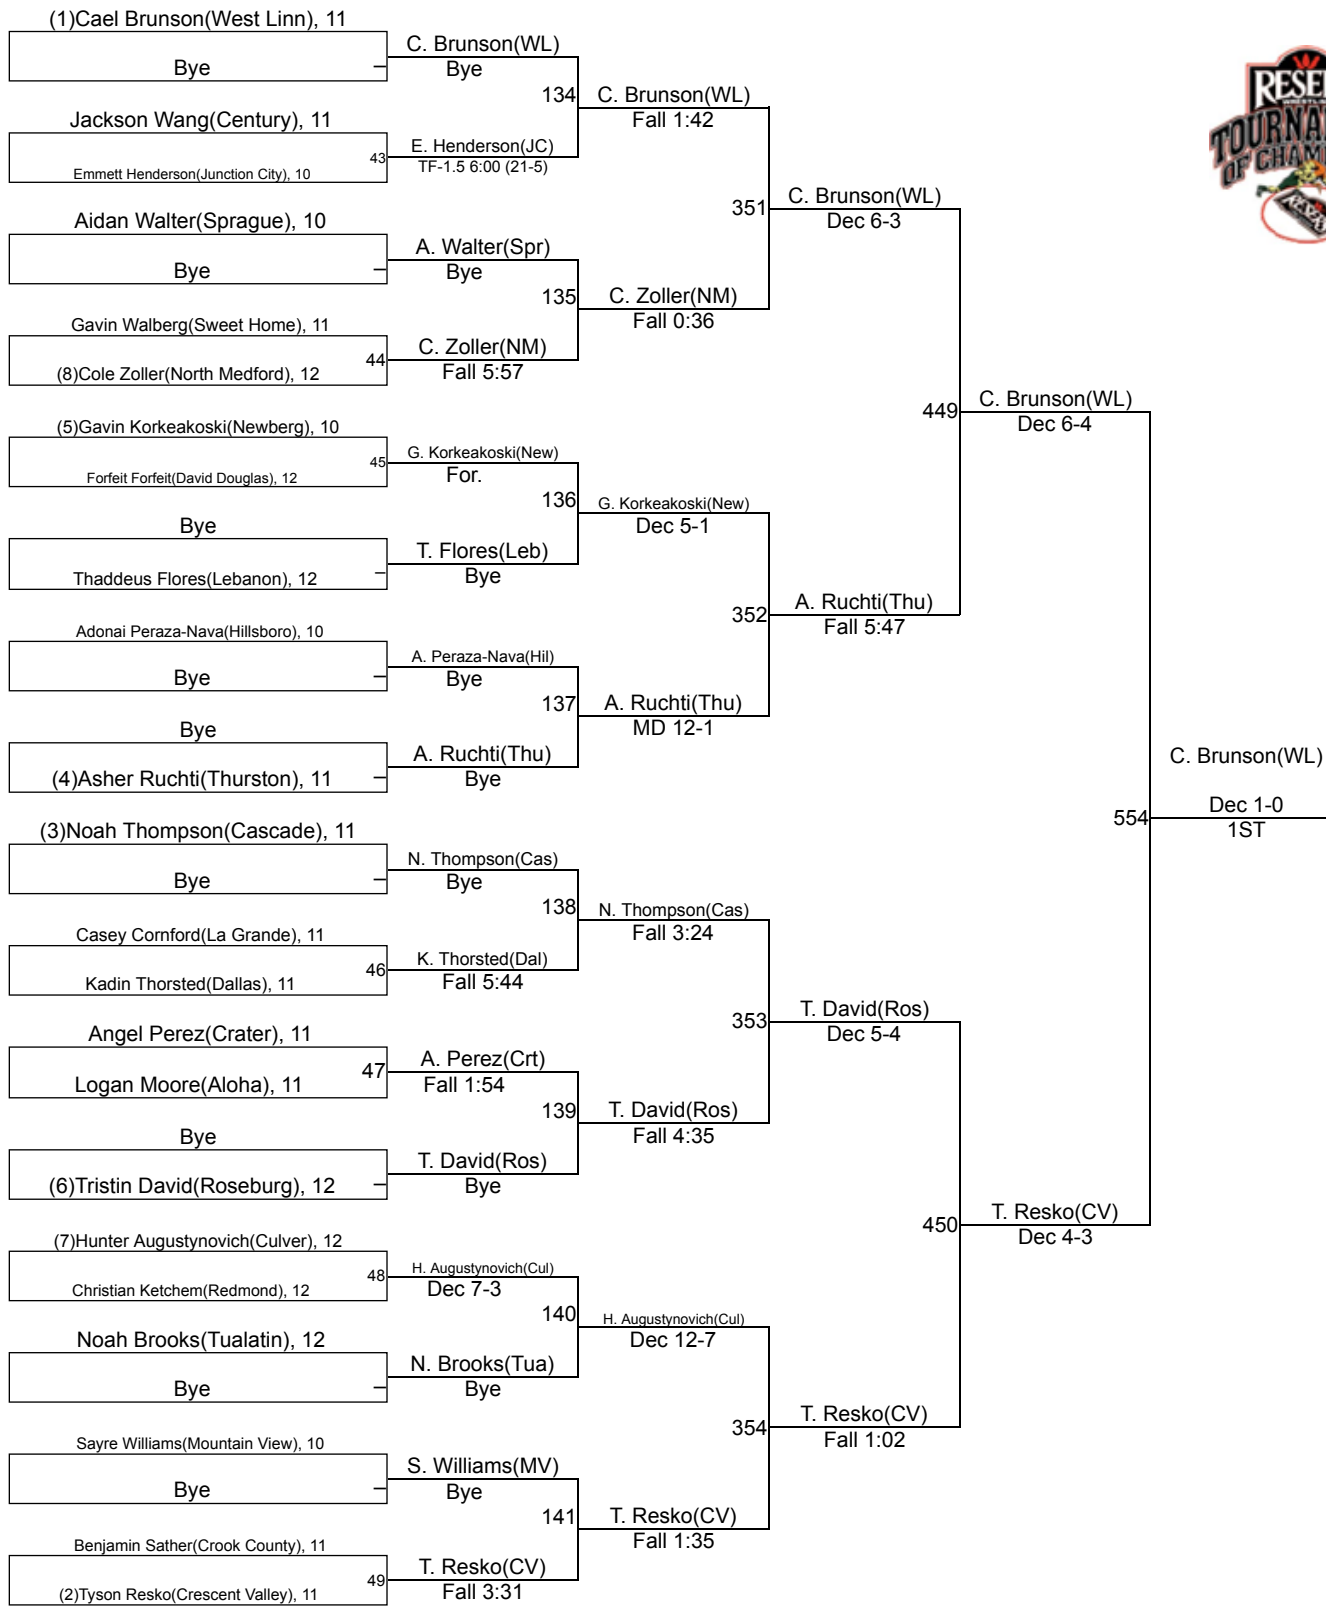 (1)Cael Brunson(West Linn), 11
Bye
–
Jackson Wang(Century), 11
43
Emmett Henderson(Junction City), 10
Aidan Walter(Sprague), 10
Bye
–
Gavin Walberg(Sweet Home), 11
44
(8)Cole Zoller(North Medford), 12
(5)Gavin Korkeakoski(Newberg), 10
45
Forfeit Forfeit(David Douglas), 12
Bye
Thaddeus Flores(Lebanon), 12
–
Adonai Peraza-Nava(Hillsboro), 10
Bye
–
Bye
(4)Asher Ruchti(Thurston), 11
–
(3)Noah Thompson(Cascade), 11
Bye
–
Casey Cornford(La Grande), 11
46
Kadin Thorsted(Dallas), 11
Angel Perez(Crater), 11
47
Logan Moore(Aloha), 11
Bye
(6)Tristin David(Roseburg), 12
–
(7)Hunter Augustynovich(Culver), 12
48
Christian Ketchem(Redmond), 12
Noah Brooks(Tualatin), 12
Bye
–
Sayre Williams(Mountain View), 10
Bye
–
Benjamin Sather(Crook County), 11
49
(2)Tyson Resko(Crescent Valley), 11
C. Brunson(WL)
Bye
134
E. Henderson(JC)
TF-1.5 6:00 (21-5)
A. Walter(Spr)
Bye
135
C. Zoller(NM)
Fall 5:57
G. Korkeakoski(New)
For.
136
T. Flores(Leb)
Bye
A. Peraza-Nava(Hil)
Bye
137
A. Ruchti(Thu)
Bye
N. Thompson(Cas)
Bye
138
K. Thorsted(Dal)
Fall 5:44
A. Perez(Crt)
Fall 1:54
139
T. David(Ros)
Bye
H. Augustynovich(Cul)
Dec 7-3
140
N. Brooks(Tua)
Bye
S. Williams(MV)
Bye
141
T. Resko(CV)
Fall 3:31
C. Brunson(WL)
Fall 1:42
351
C. Zoller(NM)
Fall 0:36
G. Korkeakoski(New)
Dec 5-1
352
A. Ruchti(Thu)
MD 12-1
N. Thompson(Cas)
Fall 3:24
353
T. David(Ros)
Fall 4:35
H. Augustynovich(Cul)
Dec 12-7
354
T. Resko(CV)
Fall 1:35
C. Brunson(WL)
Dec 6-3
449
A. Ruchti(Thu)
Fall 5:47
T. David(Ros)
Dec 5-4
450
T. Resko(CV)
Fall 1:02
C. Brunson(WL)
Dec 6-4
554
T. Resko(CV)
Dec 4-3
C. Brunson(WL)
Dec 1-0
1ST